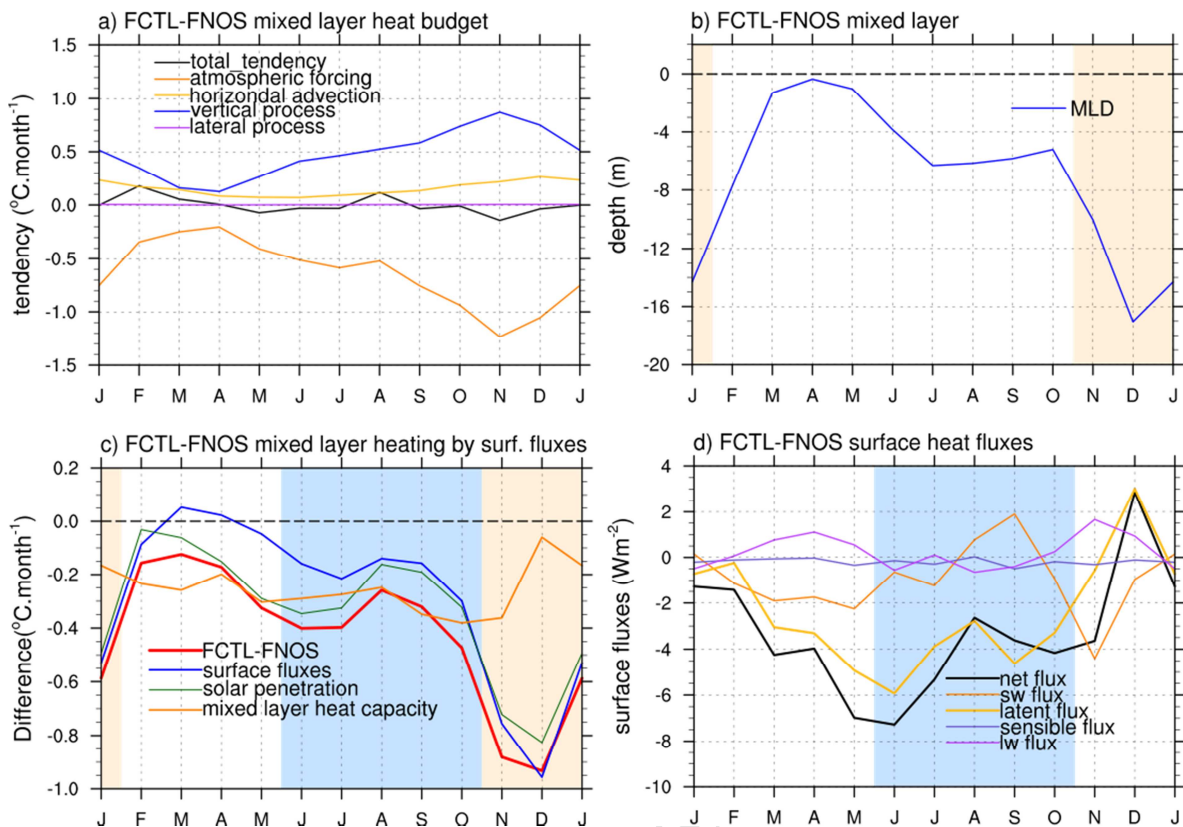 a) FCTL-FNOS mixed layer heat budget
tendency (°C.month⁻¹)
1.5
1.0
0.5
0.0
-0.5
-1.0
-1.5
total_tendency
atmospheric forcing
horizondal advection
vertical process
lateral process
J F M A M J J A S O N D J
b) FCTL-FNOS mixed layer
depth (m)
0
-4
-8
-12
-16
-20
MLD
J F M A M J J A S O N D J
c) FCTL-FNOS mixed layer heating by surf. fluxes
Difference(°C.month⁻¹)
0.2
0.0
-0.2
-0.4
-0.6
-0.8
-1.0
FCTL-FNOS
surface fluxes
solar penetration
mixed layer heat capacity
J F M A M J J A S O N D J
d) FCTL-FNOS surface heat fluxes
surface fluxes (Wm⁻²)
4
2
0
-2
-4
-6
-8
-10
net flux
sw flux
latent flux
sensible flux
lw flux
J F M A M J J A S O N D J